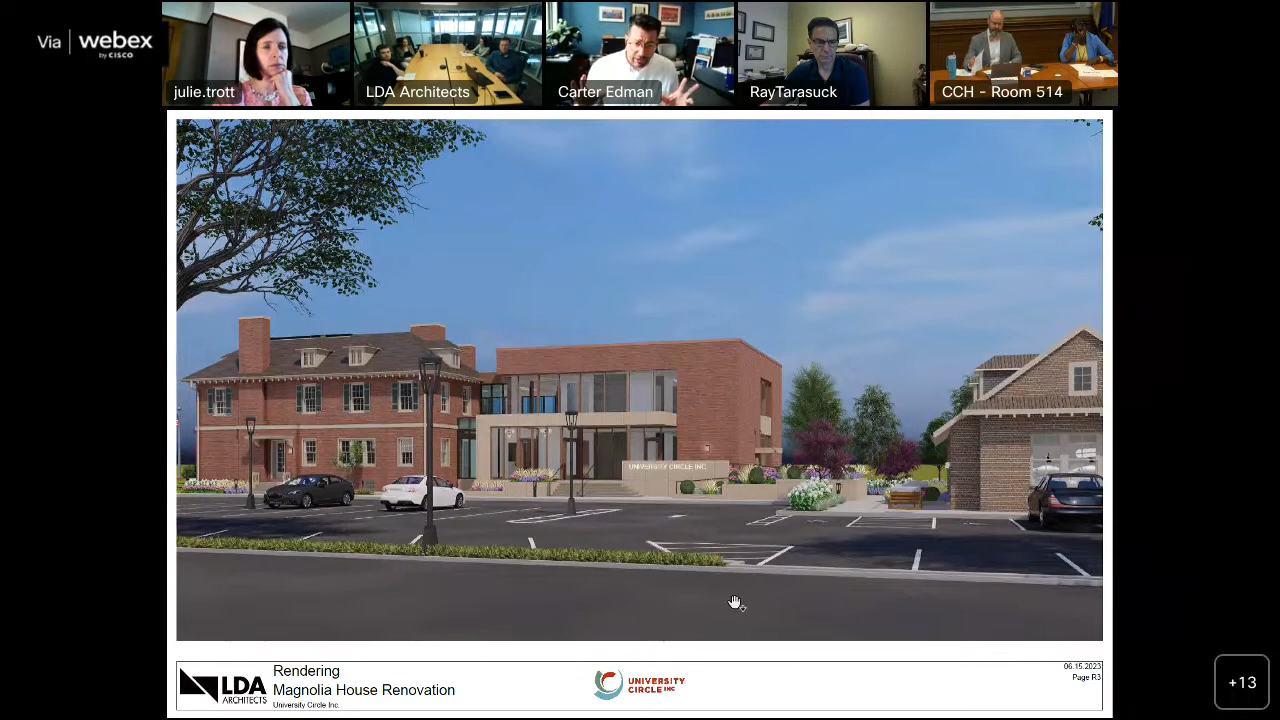 Via webex
by CISCO
julie.trott
LDA Architects
Carter Edman
RayTarasuck
CCH - Room 514
UNIVERSITY CIRCLE INC
LDA
ARCHITECTS
Rendering
Magnolia House Renovation
University Circle Inc.
UNIVERSITY
CIRCLE INC
06.15.2023
Page R3
+13